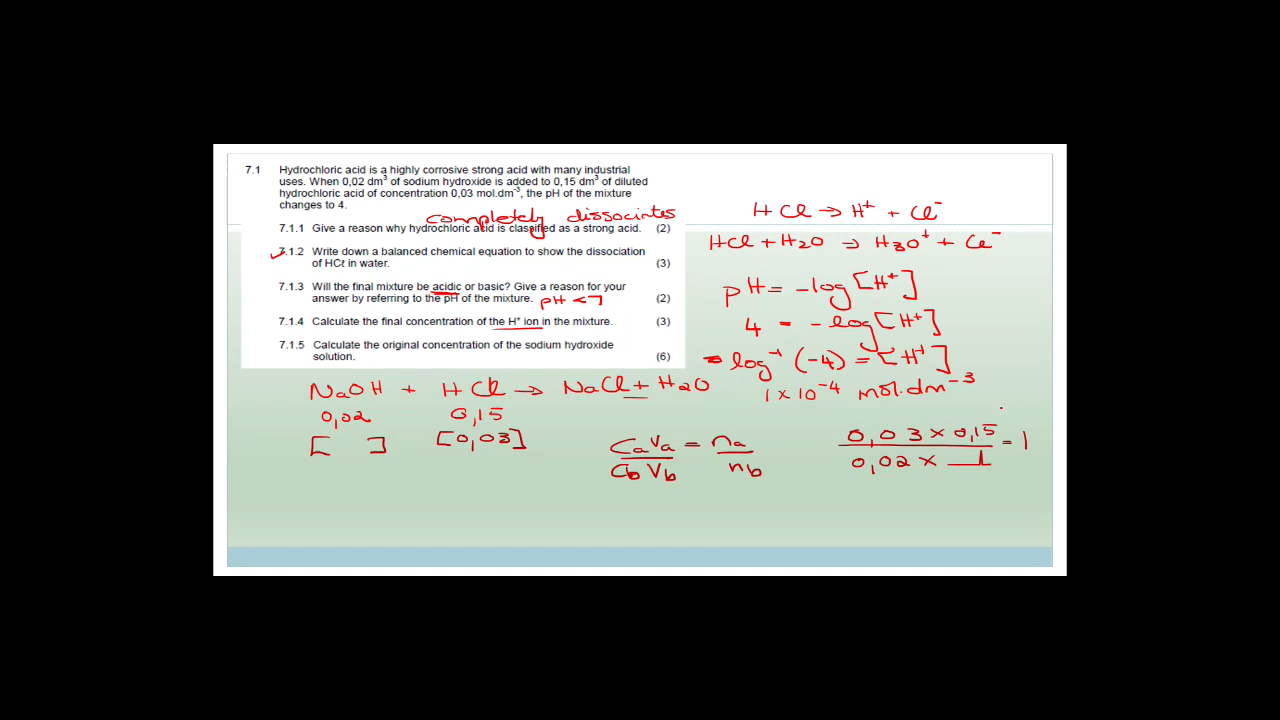 7.1 Hydrochloric acid is a highly corrosive strong acid with many industrial
uses. When 0,02 dm³ of sodium hydroxide is added to 0,15 dm³ of diluted
hydrochloric acid of concentration 0,03 mol.dm⁻³, the pH of the mixture
changes to 4.
completely dissociates
7.1.1 Give a reason why hydrochloric acid is classified as a strong acid. (2)
7.1.2 Write down a balanced chemical equation to show the dissociation
of HCℓ in water. (3)
7.1.3 Will the final mixture be acidic or basic? Give a reason for your
answer by referring to the pH of the mixture. (2)
pH < 7
7.1.4 Calculate the final concentration of the H⁺ ion in the mixture. (3)
7.1.5 Calculate the original concentration of the sodium hydroxide
solution. (6)
HCl → H⁺ + Cl⁻
HCl + H2O → H3O⁺ + Cl⁻
pH = -log [H⁺]
4 = -log [H⁺]
log⁻¹ (-4) = [H⁺]
1 × 10⁻⁴ mol.dm⁻³
NaOH + HCl → NaCl + H2O
0,02 0,15
[ ] [0,03]
CaVa = na
CbVb nb
0,03 × 0,15 = 1
0,02 ×